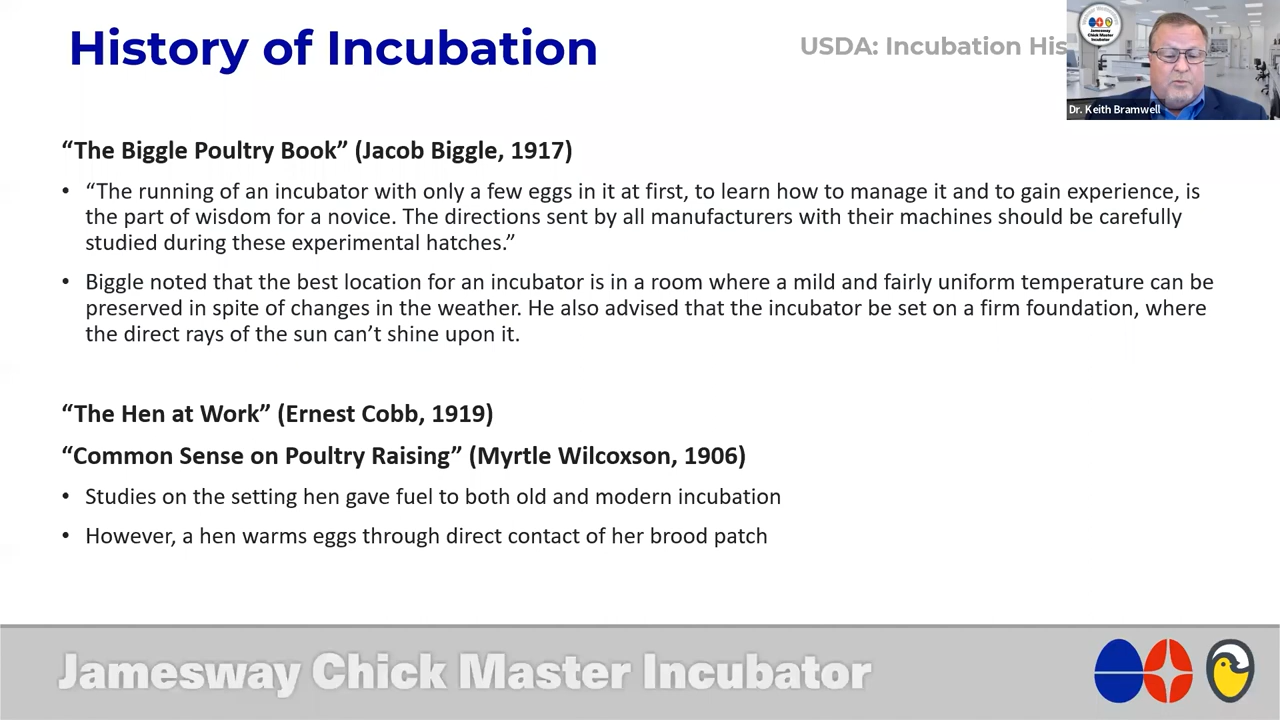 History of Incubation
USDA: Incubation His
Dr. Keith Bramwell
“The Biggle Poultry Book” (Jacob Biggle, 1917)
• “The running of an incubator with only a few eggs in it at first, to learn how to manage it and to gain experience, is
the part of wisdom for a novice. The directions sent by all manufacturers with their machines should be carefully
studied during these experimental hatches.”
• Biggle noted that the best location for an incubator is in a room where a mild and fairly uniform temperature can be
preserved in spite of changes in the weather. He also advised that the incubator be set on a firm foundation, where
the direct rays of the sun can’t shine upon it.
“The Hen at Work” (Ernest Cobb, 1919)
“Common Sense on Poultry Raising” (Myrtle Wilcoxson, 1906)
• Studies on the setting hen gave fuel to both old and modern incubation
• However, a hen warms eggs through direct contact of her brood patch
Jamesway Chick Master Incubator